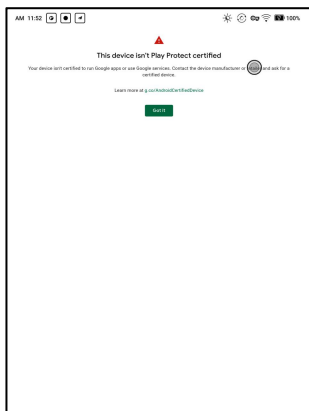 AM 11:52 100%
This device isn't Play Protect certified
Your device isn't certified to run Google apps or use Google services. Contact the device manufacturer or and ask for a
certified device.
Learn more at g.co/AndroidCertifiedDevice
Got it